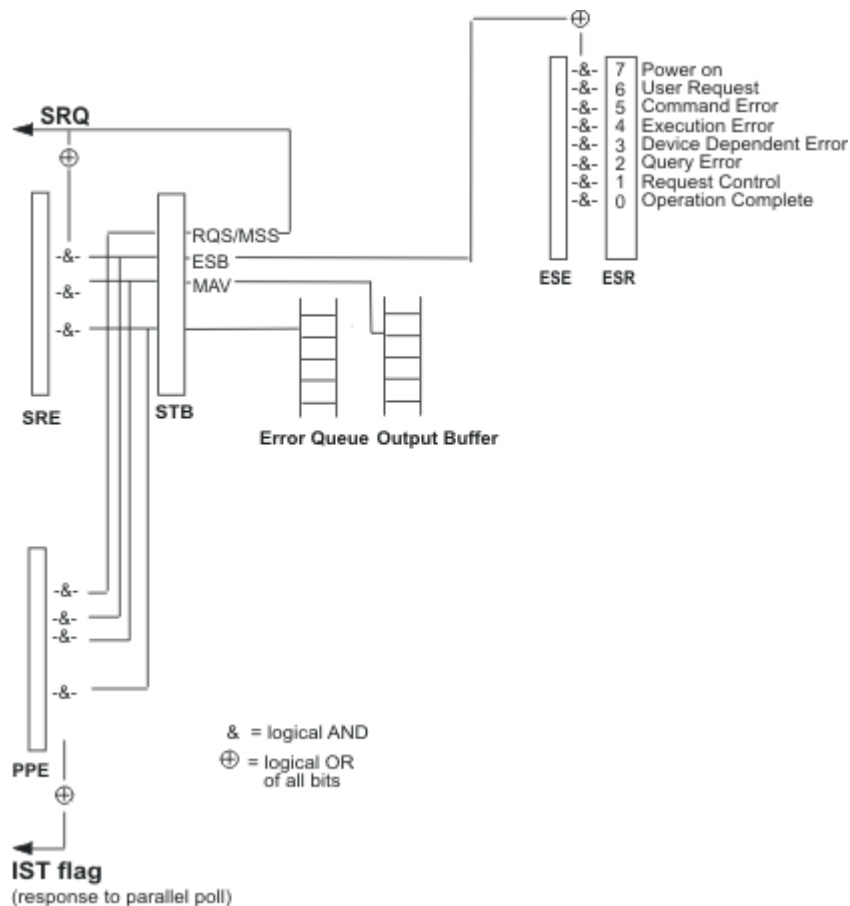 -&- 7 Power on
-&- 6 User Request
-&- 5 Command Error
-&- 4 Execution Error
-&- 3 Device Dependent Error
-&- 2 Query Error
-&- 1 Request Control
-&- 0 Operation Complete
ESE ESR
SRQ
RQS/MSS
-&- ESB
-&- MAV
-&-
SRE STB
Error Queue Output Buffer
-&-
-&-
-&-
-&-
PPE
& = logical AND
⊕ = logical OR
of all bits
IST flag
(response to parallel poll)